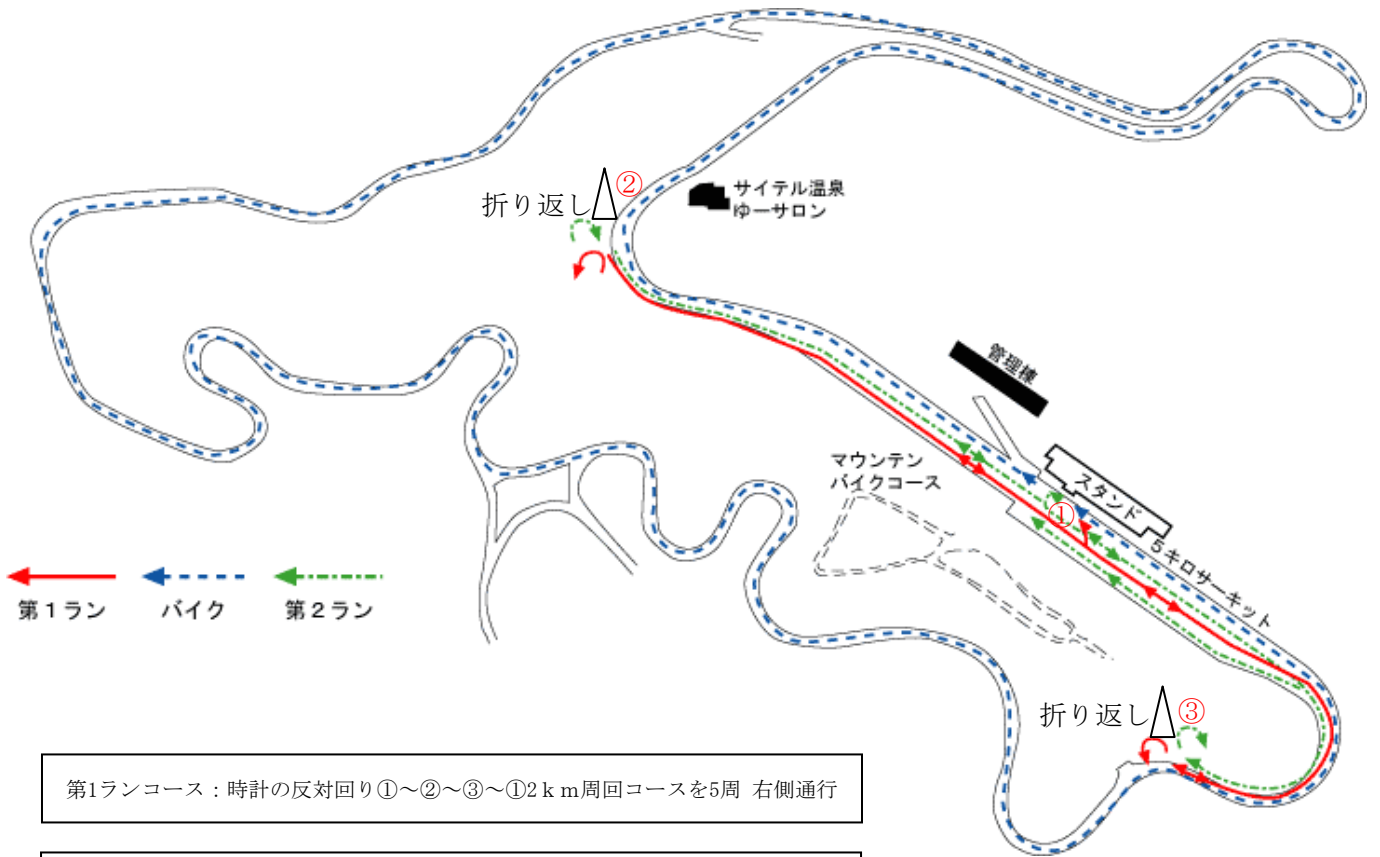 ②
折り返し
サイテル温泉
ゆーサロン
管理棟
マウンテン
バイクコース
スタンド
①
5キロサーキット
第1ラン
バイク
第2ラン
折り返し
③
第1ランコース：時計の反対回り①～②～③～①2ｋｍ周回コースを5周 右側通行